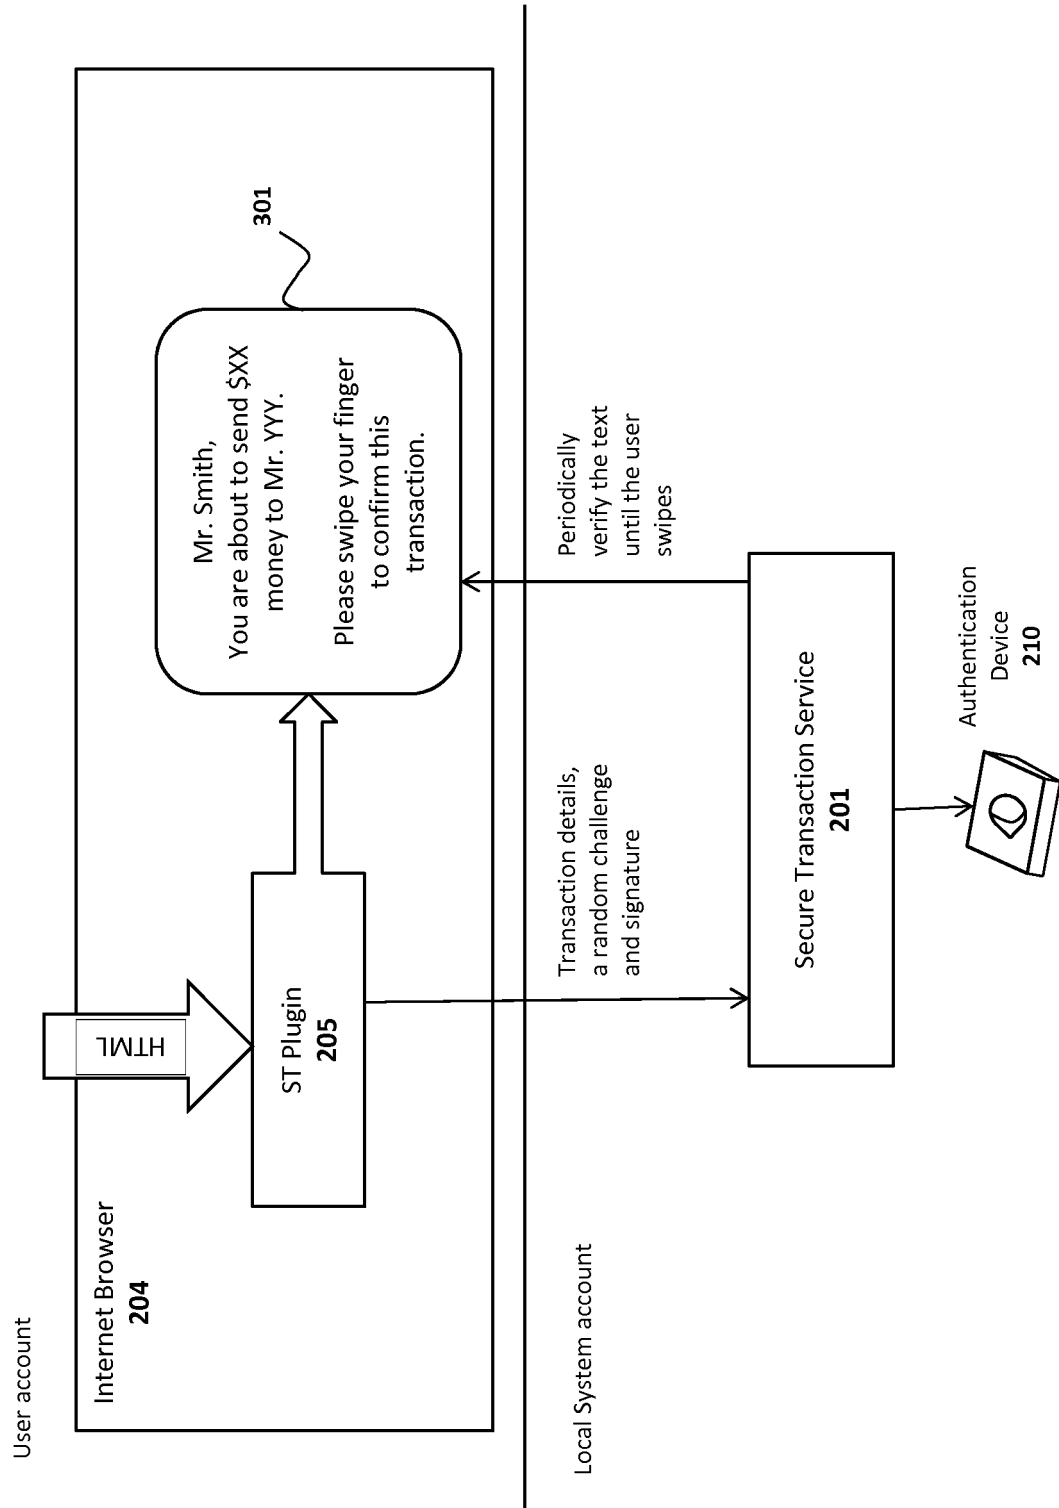 User account
Internet Browser
204
HTML
ST Plugin
205
Mr. Smith,
You are about to send $XX
money to Mr. YYY.
Please swipe your finger
to confirm this
transaction.
301
Local System account
Transaction details,
a random challenge
and signature
Periodically
verify the text
until the user
swipes
Secure Transaction Service
201
Authentication
Device
210